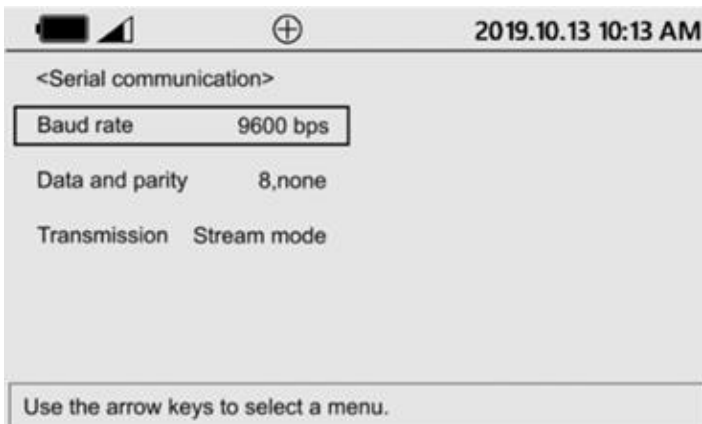 2019.10.13 10:13 AM
<Serial communication>
Baud rate 9600 bps
Data and parity 8,none
Transmission Stream mode
Use the arrow keys to select a menu.